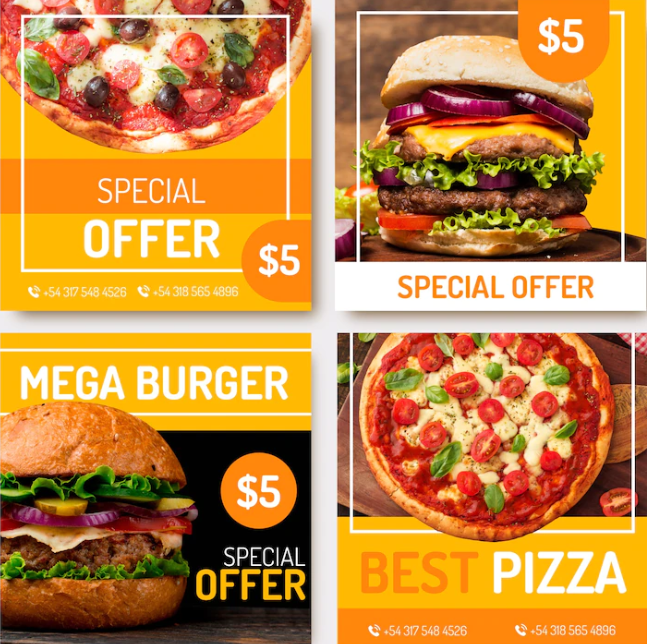 SPECIAL
OFFER
$5
+54 317 548 4526 +54 318 565 4896
$5
SPECIAL OFFER
MEGA BURGER
$5
SPECIAL
OFFER
BEST PIZZA
+54 317 548 4526 +54 318 565 4896